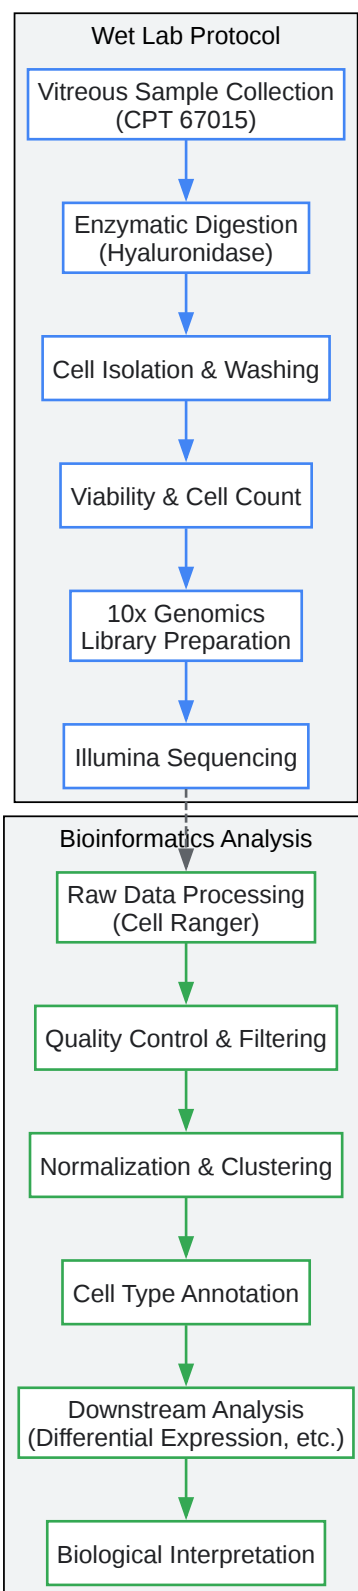 Wet Lab Protocol
Vitreous Sample Collection
(CPT 67015)
Enzymatic Digestion
(Hyaluronidase)
Cell Isolation & Washing
Viability & Cell Count
10x Genomics
Library Preparation
Illumina Sequencing
Bioinformatics Analysis
Raw Data Processing
(Cell Ranger)
Quality Control & Filtering
Normalization & Clustering
Cell Type Annotation
Downstream Analysis
(Differential Expression, etc.)
Biological Interpretation